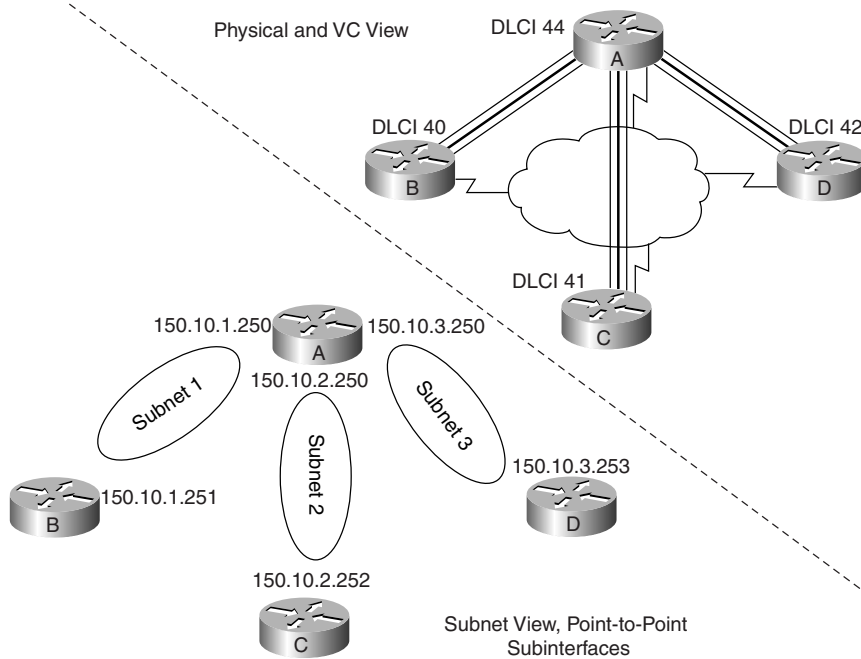 Physical and VC View
DLCI 44
A
DLCI 40
B
DLCI 42
D
DLCI 41
C
150.10.1.250
A
150.10.3.250
150.10.2.250
Subnet 1
Subnet 2
Subnet 3
B
150.10.1.251
150.10.3.253
D
150.10.2.252
C
Subnet View, Point-to-Point
Subinterfaces